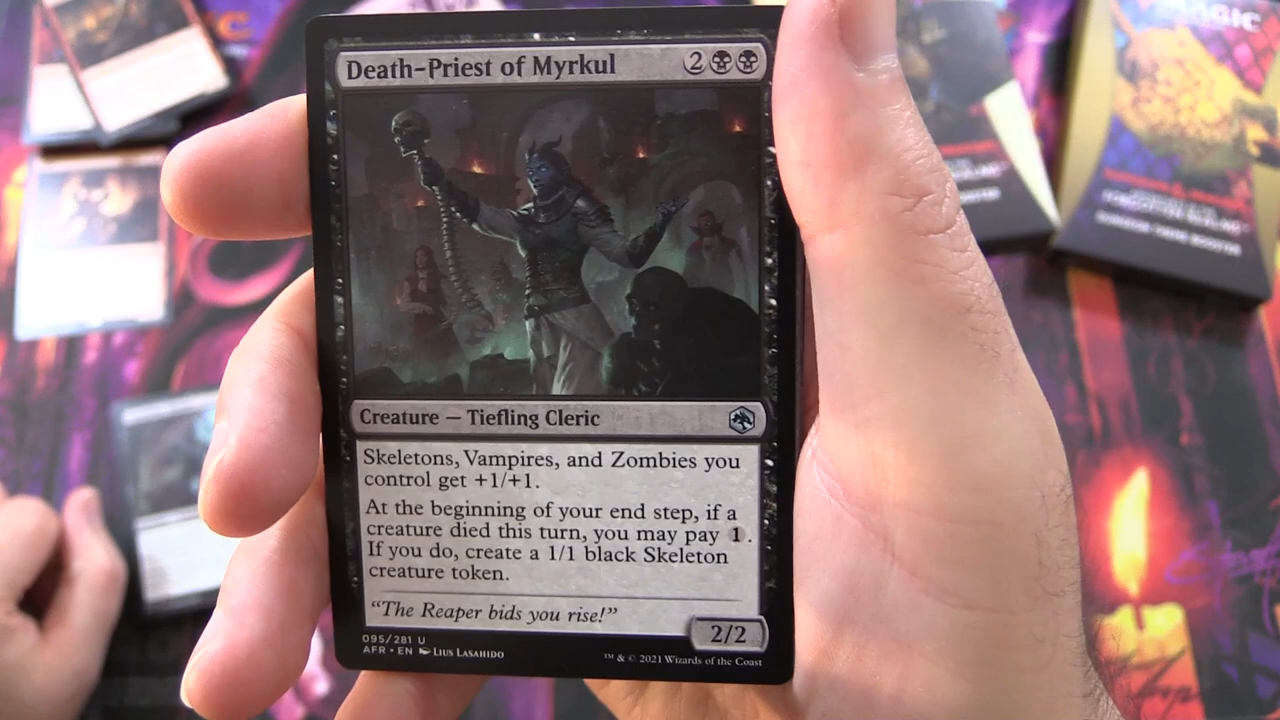 Death-Priest of Myrkul 2
Creature — Tiefling Cleric
Skeletons, Vampires, and Zombies you
control get +1/+1.
At the beginning of your end step, if a
creature died this turn, you may pay 1.
If you do, create a 1/1 black Skeleton
creature token.
“The Reaper bids you rise!”
2/2
095/281 U
AFR • EN Lius Lasahido
™ & © 2021 Wizards of the Coast
MAGIC
FORGOTTEN REALMS